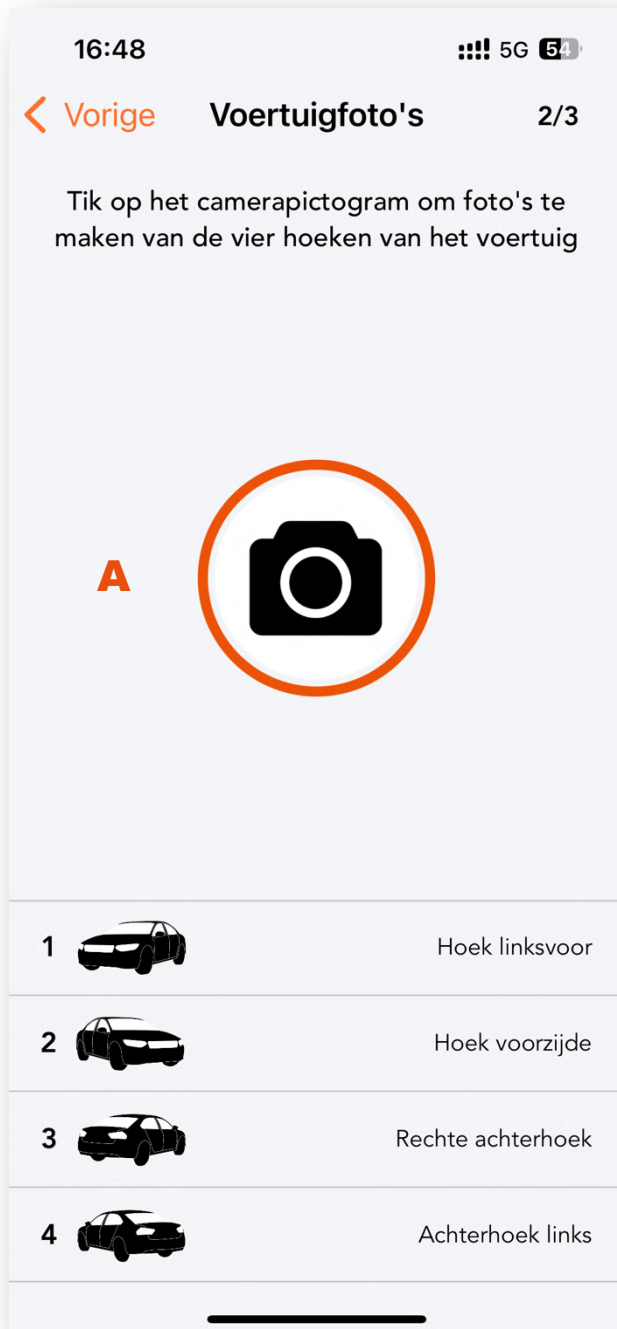 16:48 5G 54
Vorige Voertuigfoto's 2/3
Tik op het camerapictogram om foto's te
maken van de vier hoeken van het voertuig
A
1 Hoek linksvoor
2 Hoek voorzijde
3 Rechte achterhoek
4 Achterhoek links